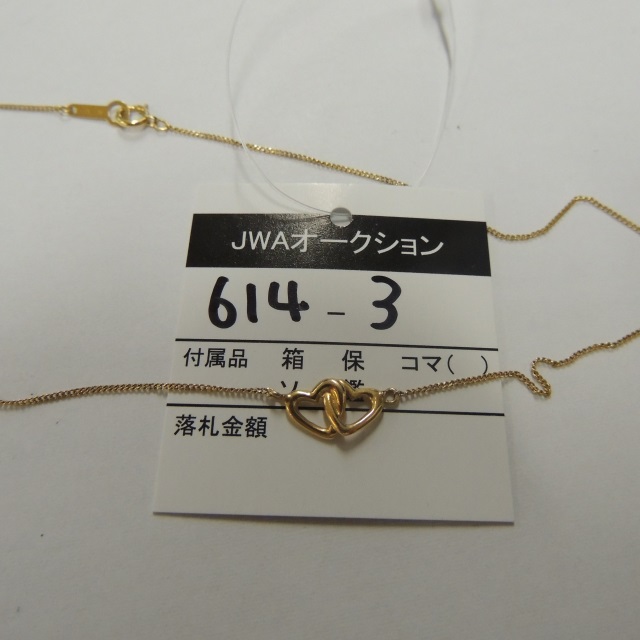 JWAオークション
614-3
付属品 箱 保 コマ( )
ソ
落札金額